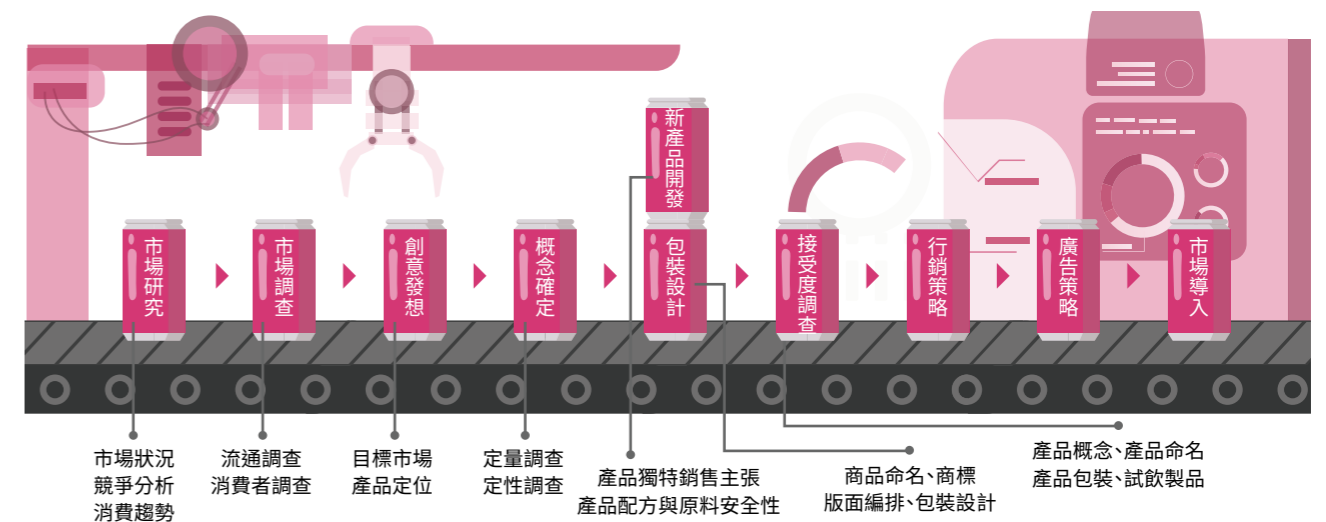 新產品開發
市場研究
市場調查
創意發想
概念確定
包裝設計
接受度調查
行銷策略
廣告策略
市場導入
市場狀況
競爭分析
消費趨勢
流通調查
消費者調查
目標市場
產品定位
定量調查
定性調查
產品獨特銷售主張
產品配方與原料安全性
商品命名、商標
版面編排、包裝設計
產品概念、產品命名
產品包裝、試飲製品